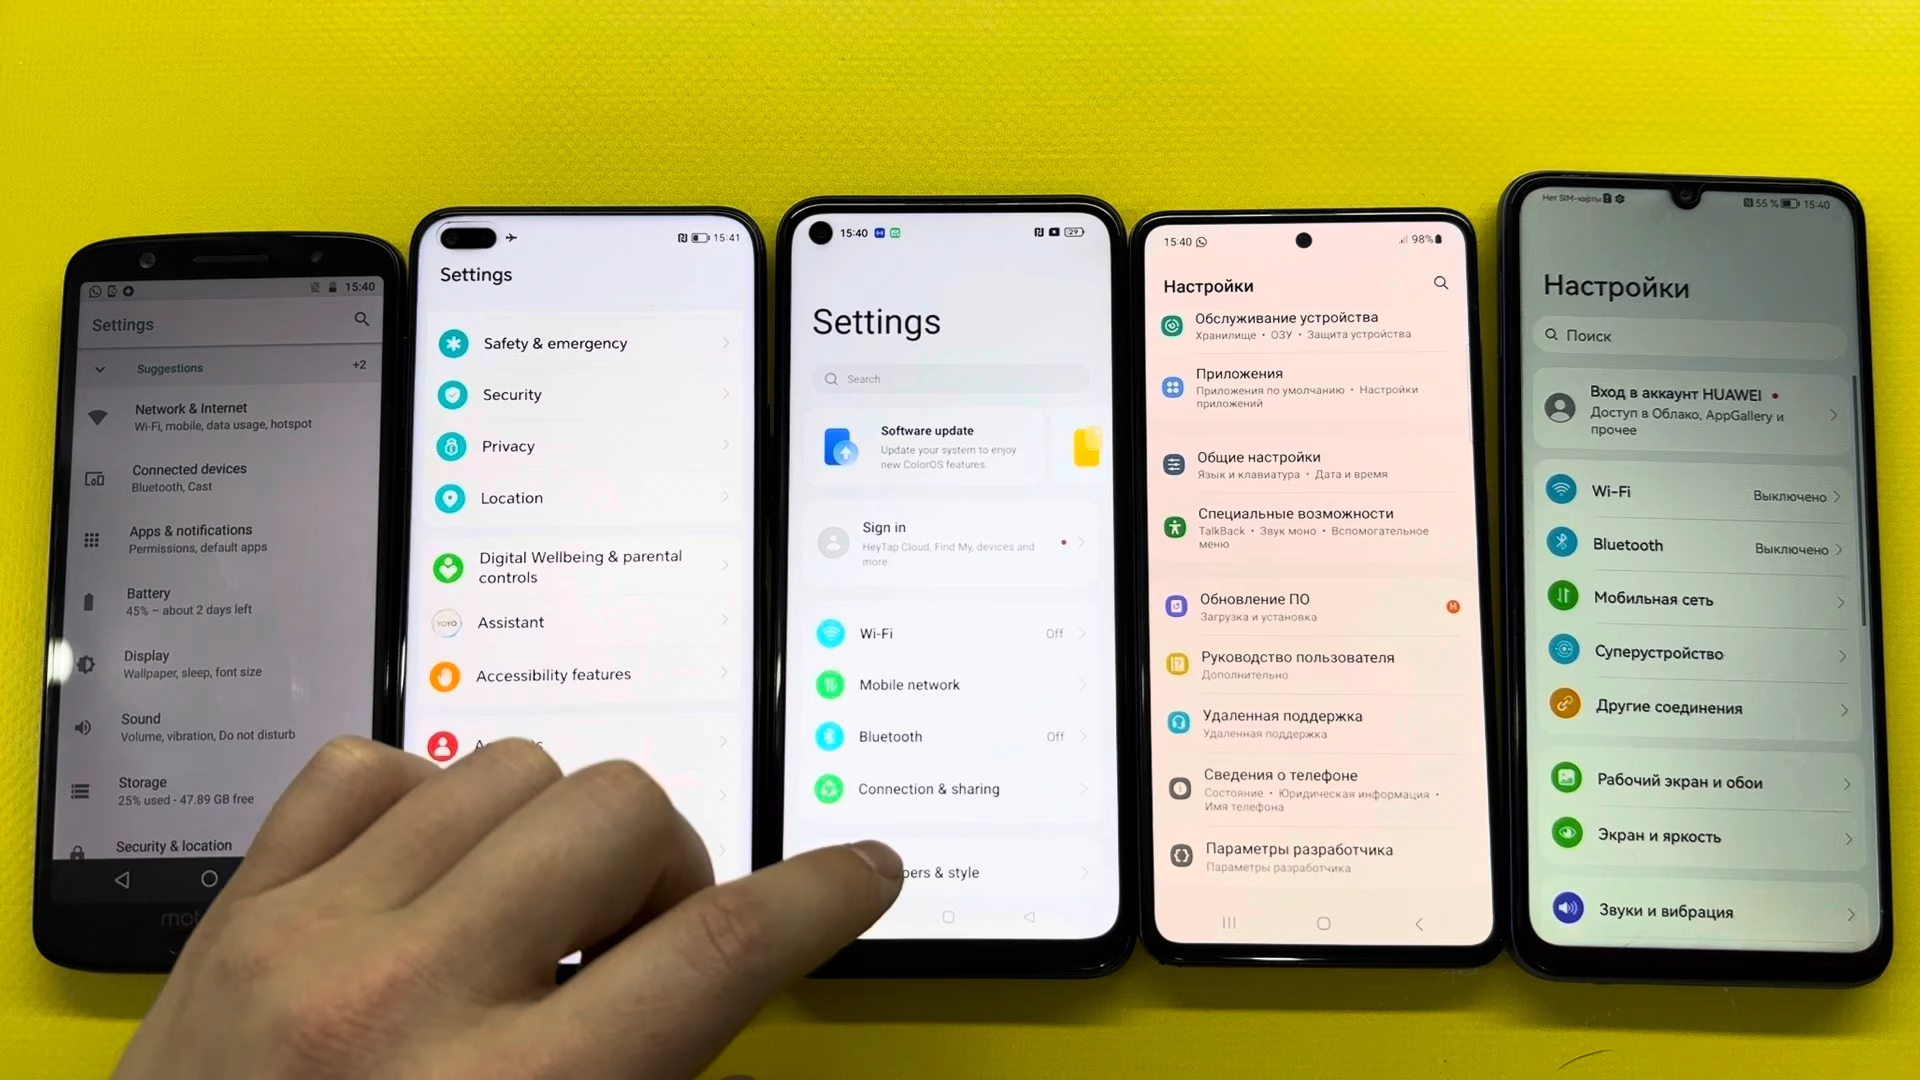 15:40
Settings
Suggestions
+2
Network & Internet
Wi-Fi, mobile, data usage, hotspot
Connected devices
Bluetooth, Cast
Apps & notifications
Permissions, default apps
Battery
45% – about 2 days left
Display
Wallpaper, sleep, font size
Sound
Volume, vibration, Do not disturb
Storage
25% used - 47.89 GB free
Security & location
15:41
Settings
Safety & emergency
Security
Privacy
Location
Digital Wellbeing & parental
controls
YOYO
Assistant
Accessibility features
15:40
29
Settings
Search
Software update
Update your system to enjoy
new ColorOS features.
Sign in
HeyTap Cloud, Find My, devices and
more.
Wi-Fi
Off
Mobile network
Bluetooth
Off
Connection & sharing
& style
15:40
98%
Настройки
Обслуживание устройства
Хранилище • ОЗУ • Защита устройства
Приложения
Приложения по умолчанию • Настройки
приложений
Общие настройки
Язык и клавиатура • Дата и время
Специальные возможности
TalkBack • Звук моно • Вспомогательное
меню
Обновление ПО
Загрузка и установка
Н
Руководство пользователя
Дополнительно
Удаленная поддержка
Удаленная поддержка
Сведения о телефоне
Состояние • Юридическая информация •
Имя телефона
Параметры разработчика
Параметры разработчика
Нет SIM-карты
55 %
15:40
Настройки
Поиск
Вход в аккаунт HUAWEI
Доступ в Облако, AppGallery и
прочее
Wi-Fi
Выключено
Bluetooth
Выключено
Мобильная сеть
Суперустройство
Другие соединения
Рабочий экран и обои
Экран и яркость
Звуки и вибрация